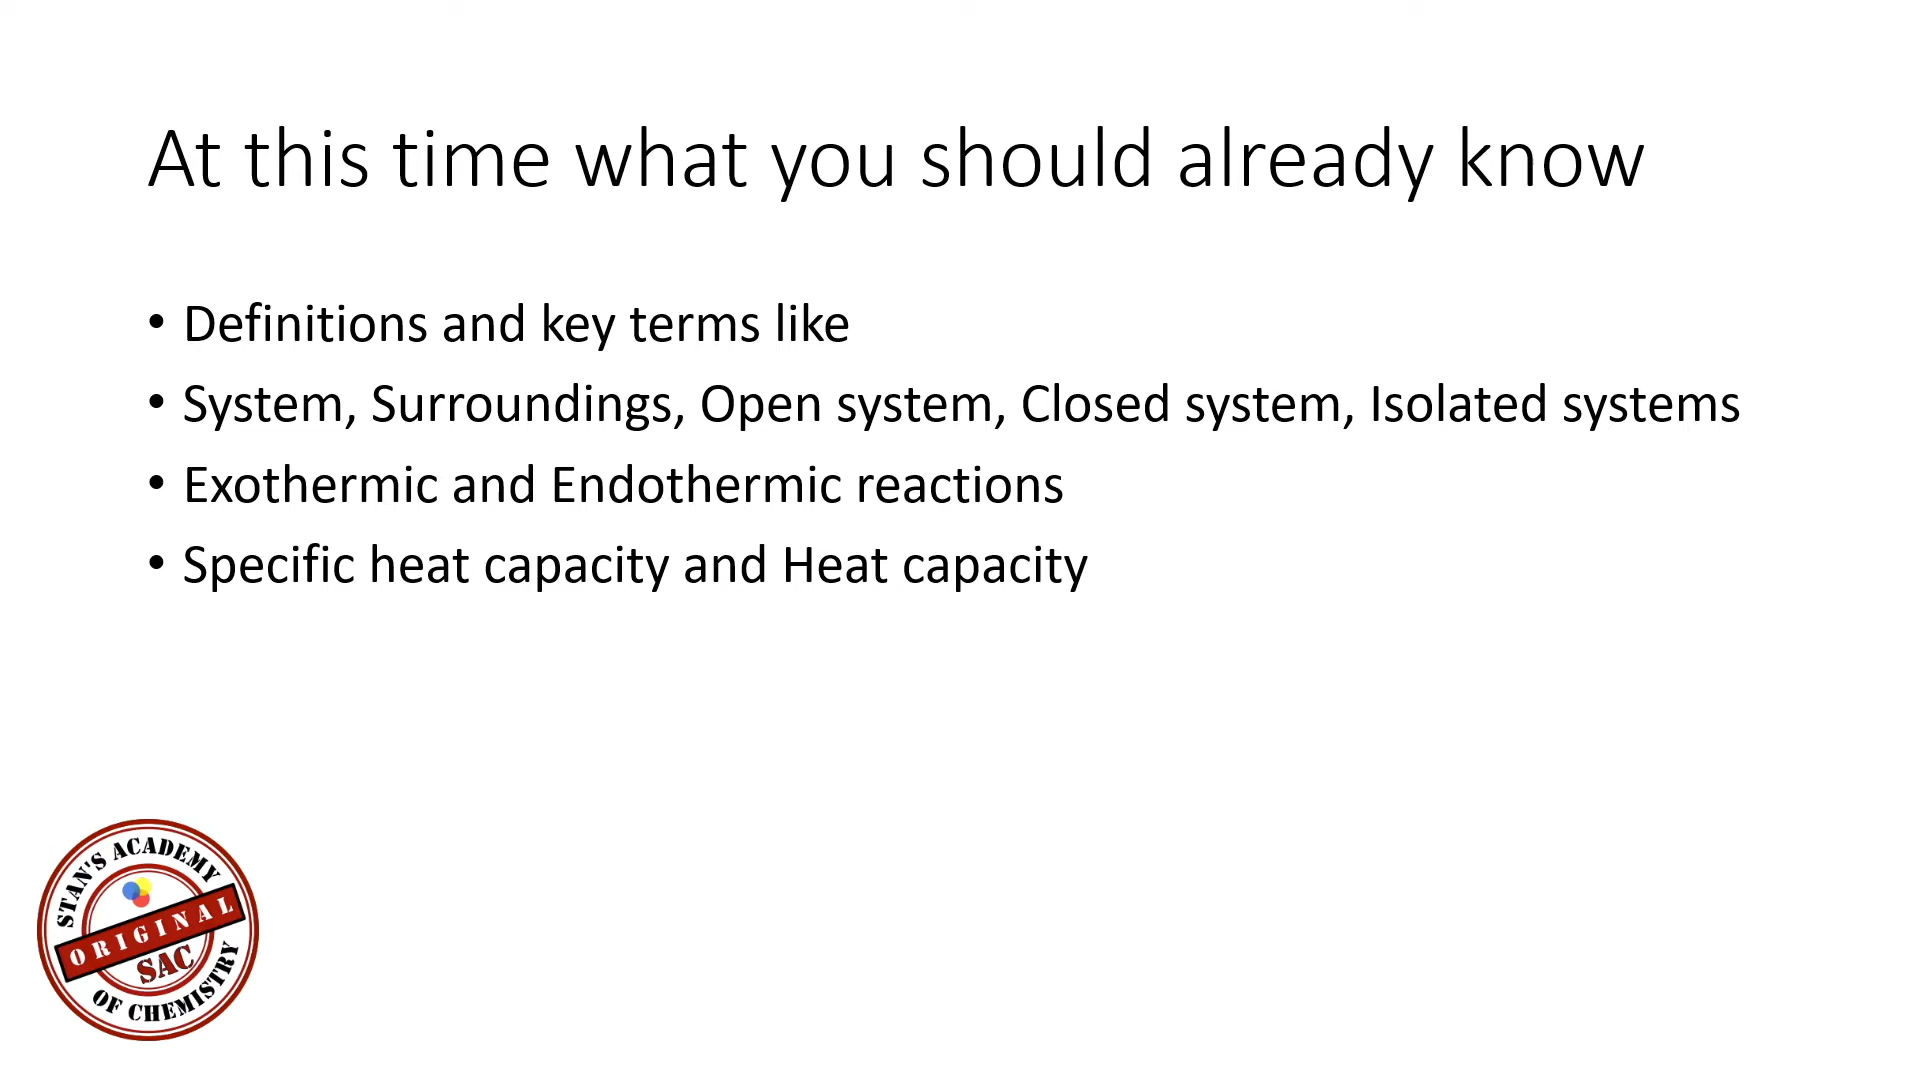 At this time what you should already know
• Definitions and key terms like
• System, Surroundings, Open system, Closed system, Isolated systems
• Exothermic and Endothermic reactions
• Specific heat capacity and Heat capacity
STAN'S ACADEMY
ORIGINAL
SAC
OF CHEMISTRY